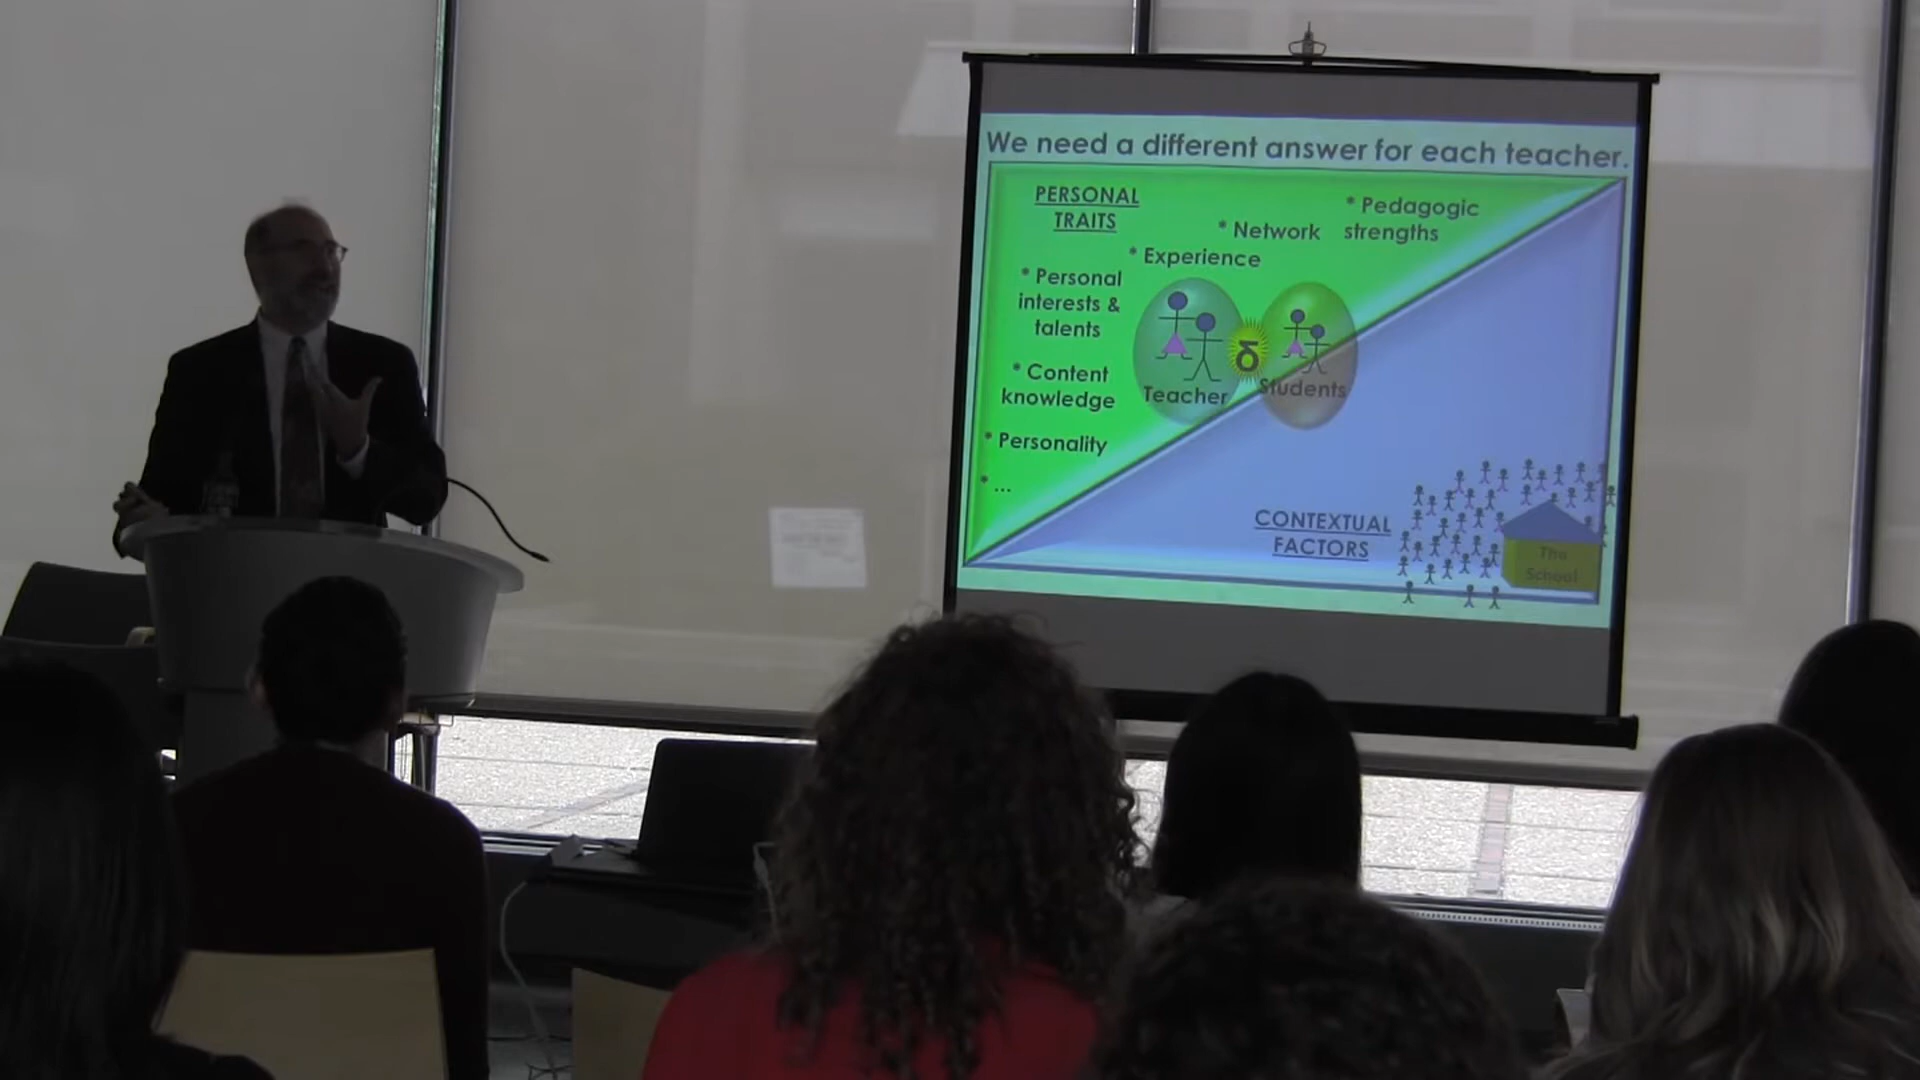 We need a different answer for each teacher.
PERSONAL
TRAITS
* Pedagogic
strengths
* Network
* Experience
* Personal
interests &
talents
* Content
knowledge
* Personality
* ...
δ
Teacher
Students
CONTEXTUAL
FACTORS
The
School